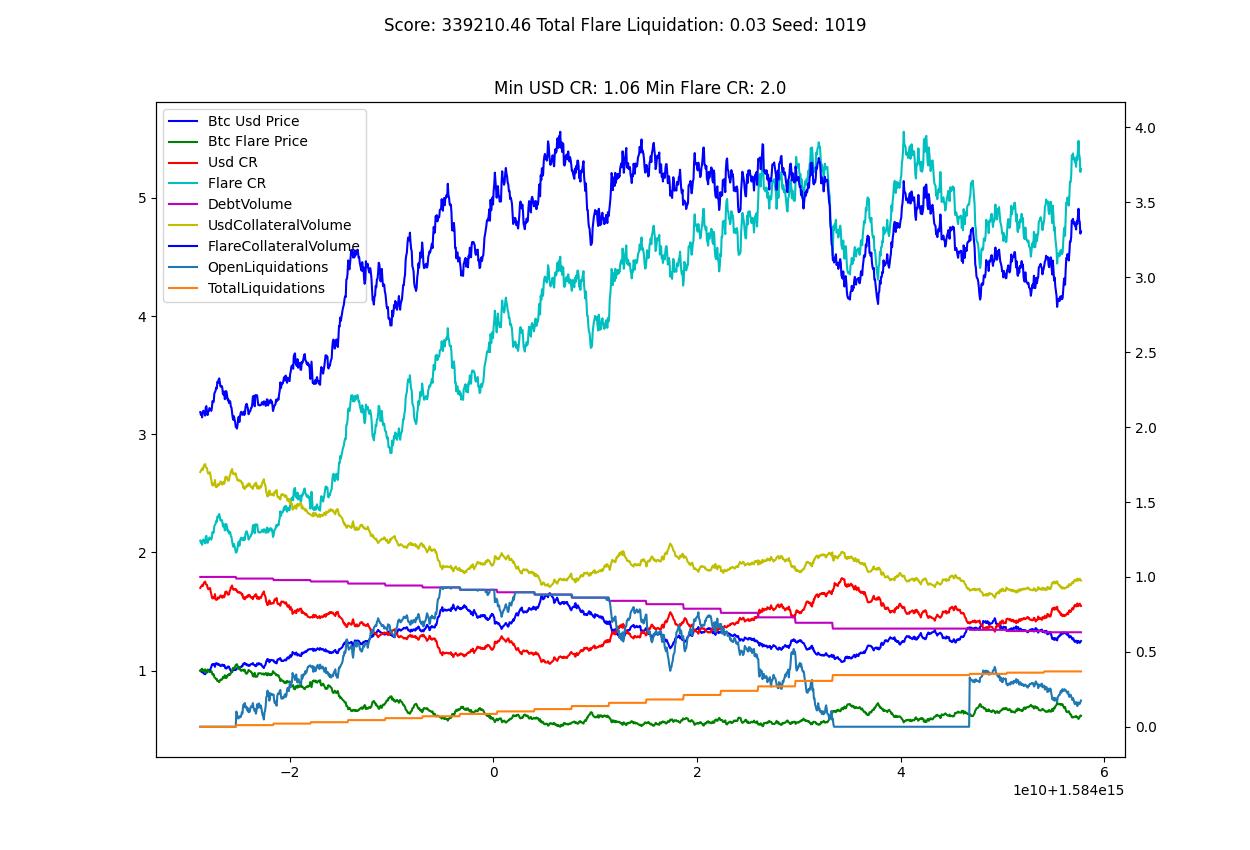 Score: 339210.46 Total Flare Liquidation: 0.03 Seed: 1019
Min USD CR: 1.06 Min Flare CR: 2.0
Btc Usd Price
Btc Flare Price
Usd CR
Flare CR
DebtVolume
UsdCollateralVolume
FlareCollateralVolume
OpenLiquidations
TotalLiquidations
5
4
3
2
1
4.0
3.5
3.0
2.5
2.0
1.5
1.0
0.5
0.0
−2 0 2 4 6
1e10+1.584e15